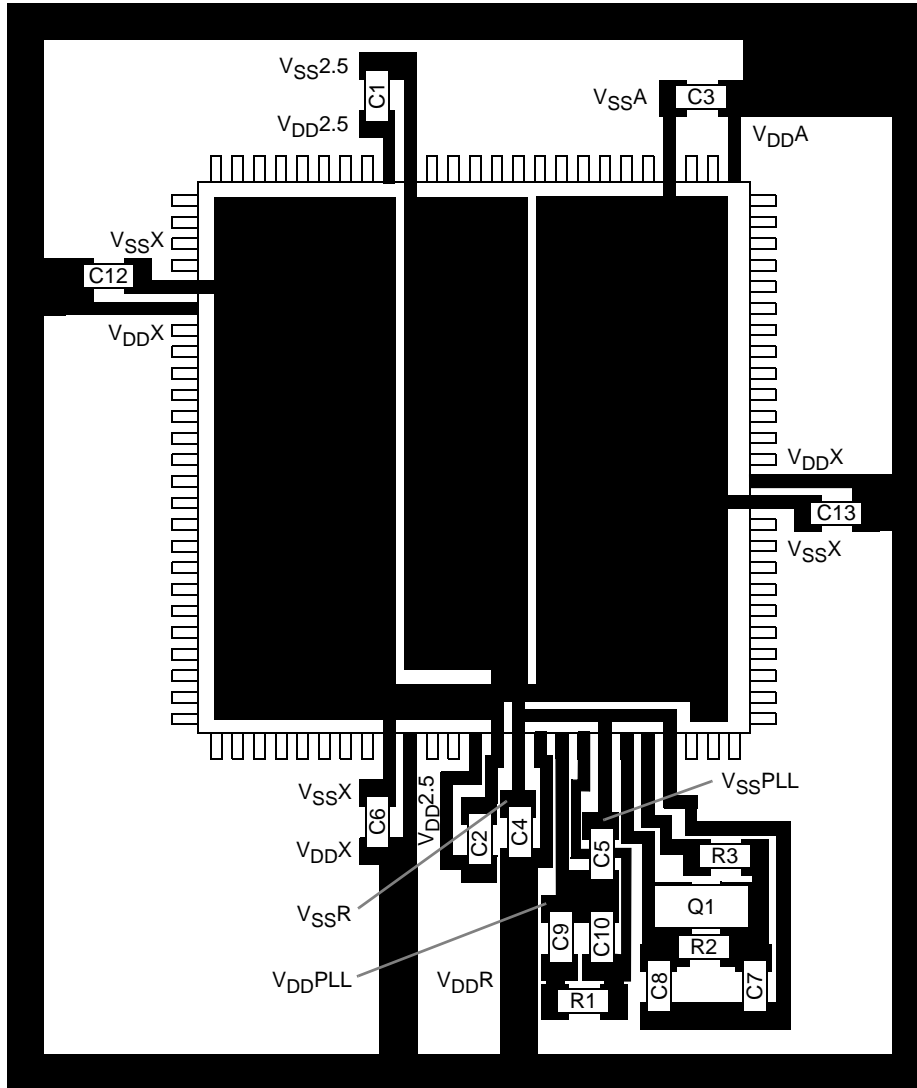 VSS2.5
C1
VDD2.5
VSSA
C3
VDDA
VSSX
C12
VDDX
VDDX
C13
VSSX
VSSX
C6
VDDX
VDD2.5
C2
C4
C5
VSSPLL
R3
VSSR
Q1
C9
C10
R2
VDDPLL
VDDR
R1
C8
C7